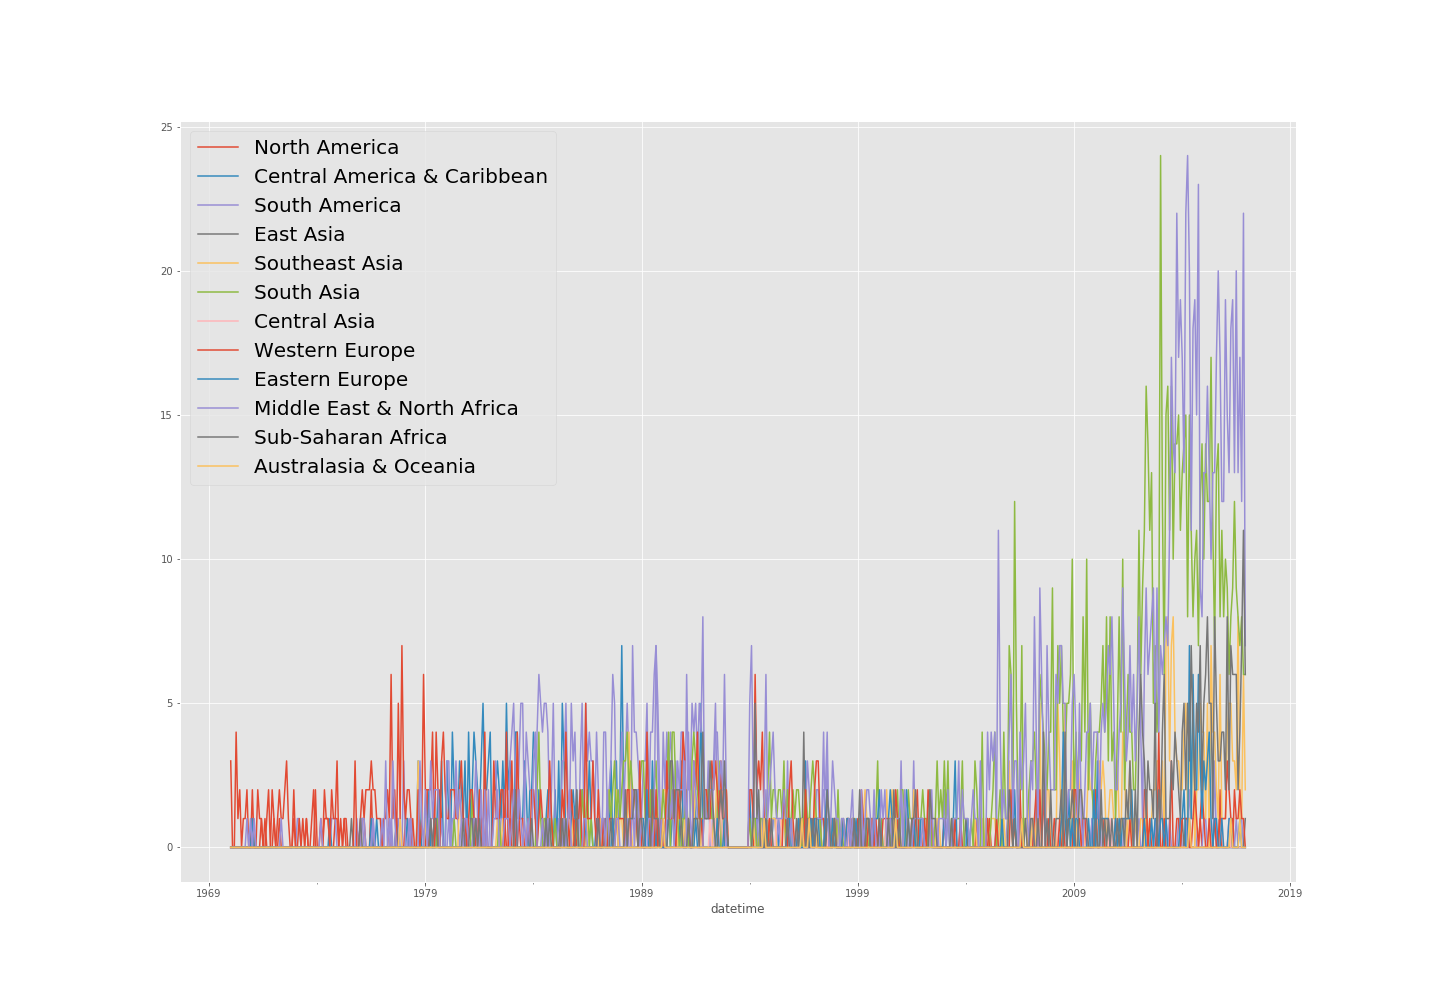 25
20
15
10
5
0
North America
Central America & Caribbean
South America
East Asia
Southeast Asia
South Asia
Central Asia
Western Europe
Eastern Europe
Middle East & North Africa
Sub-Saharan Africa
Australasia & Oceania
1969 1979 1989 1999 2009 2019
datetime